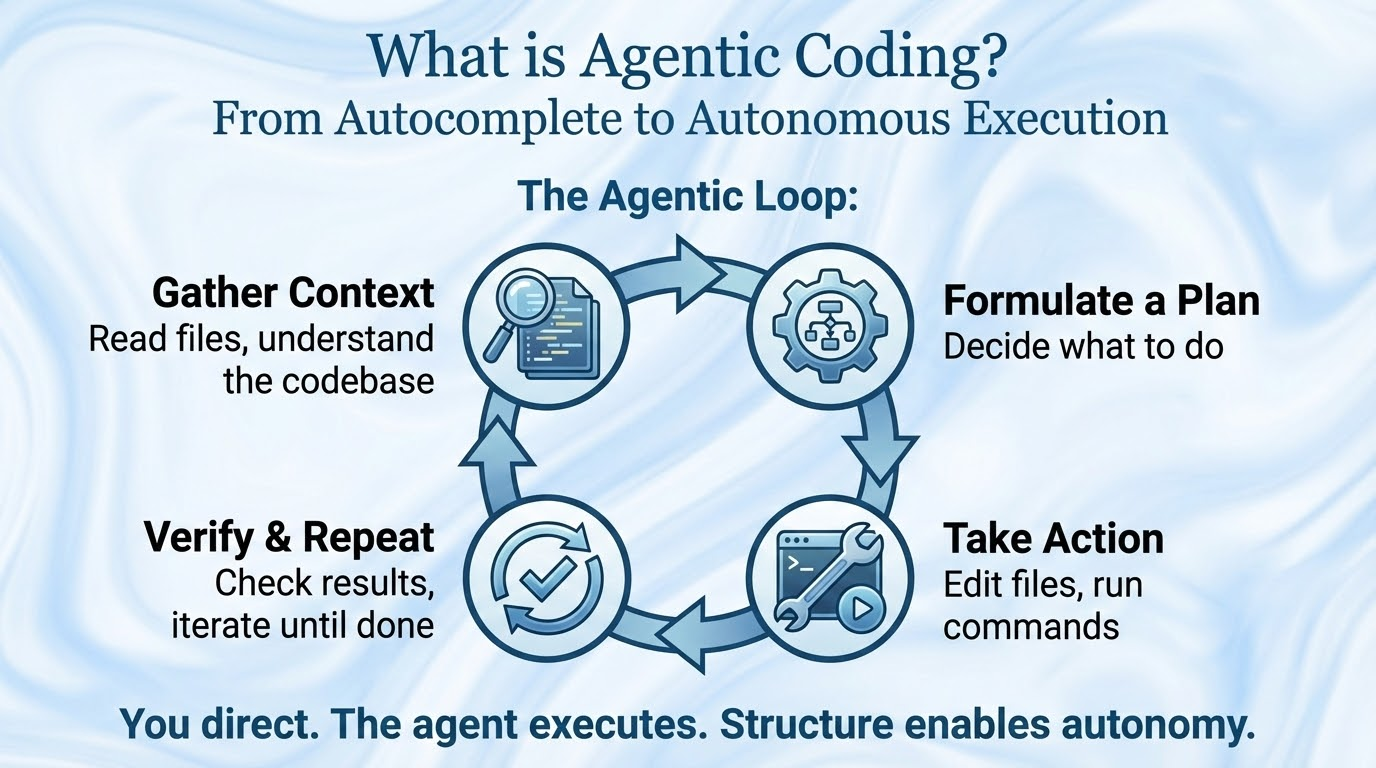 What is Agentic Coding?
From Autocomplete to Autonomous Execution
The Agentic Loop:
Gather Context
Read files, understand
the codebase
Formulate a Plan
Decide what to do
Take Action
Edit files, run
commands
Verify & Repeat
Check results,
iterate until done
>_
You direct. The agent executes. Structure enables autonomy.